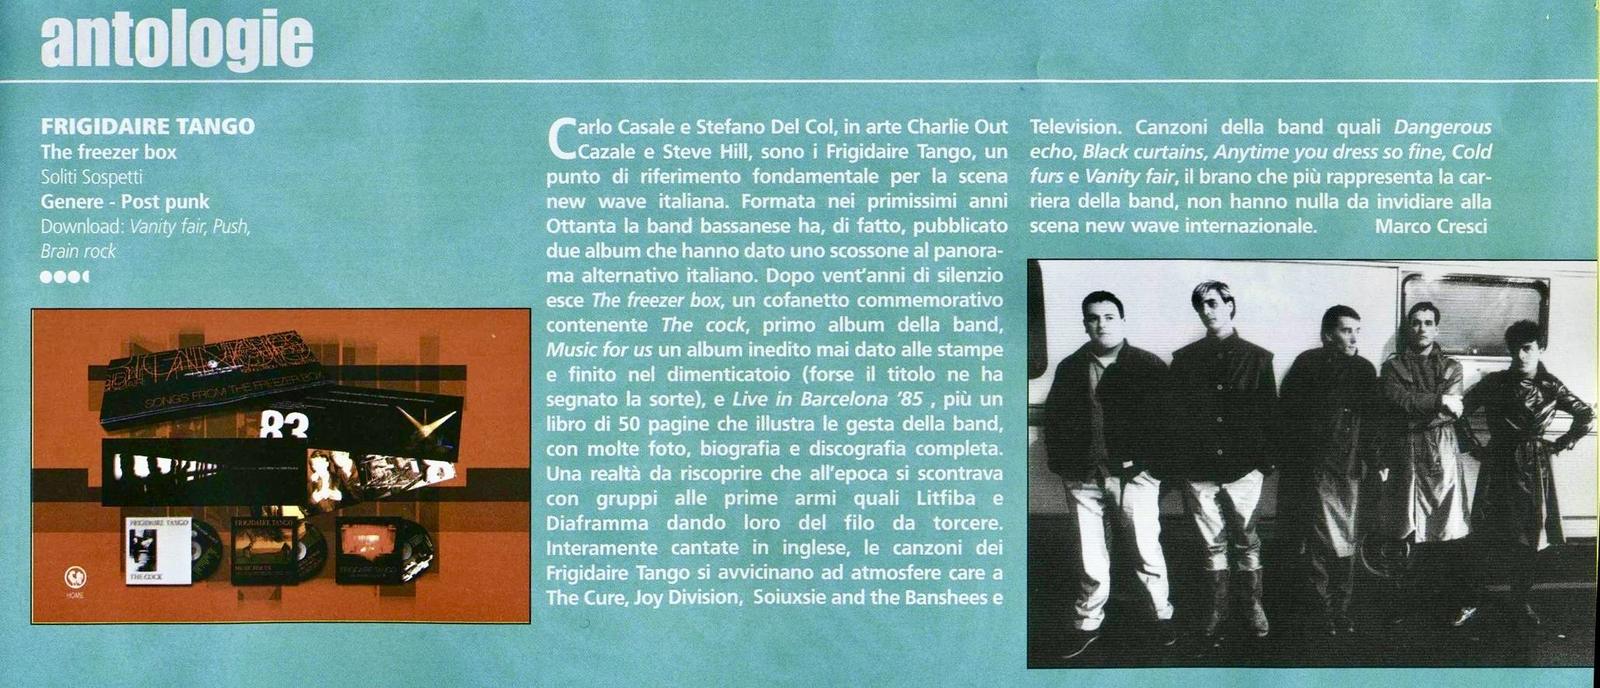 antologie
FRIGIDAIRE TANGO
The freezer box
Soliti Sospetti
Genere - Post punk
Download: Vanity fair, Push,
Brain rock
Carlo Casale e Stefano Del Col, in arte Charlie Out
Cazale e Steve Hill, sono i Frigidaire Tango, un
punto di riferimento fondamentale per la scena
new wave italiana. Formata nei primissimi anni
Ottanta la band bassanese ha, di fatto, pubblicato
due album che hanno dato uno scossone al panora-
ma alternativo italiano. Dopo vent'anni di silenzio
esce The freezer box, un cofanetto commemorativo
contenente The cock, primo album della band,
Music for us un album inedito mai dato alle stampe
e finito nel dimenticatoio (forse il titolo ne ha
segnato la sorte), e Live in Barcelona '85 , più un
libro di 50 pagine che illustra le gesta della band,
con molte foto, biografia e discografia completa.
Una realtà da riscoprire che all'epoca si scontrava
con gruppi alle prime armi quali Litfiba e
Diaframma dando loro del filo da torcere.
Interamente cantate in inglese, le canzoni dei
Frigidaire Tango si avvicinano ad atmosfere care a
The Cure, Joy Division, Soiuxsie and the Banshees e
Television. Canzoni della band quali Dangerous
echo, Black curtains, Anytime you dress so fine, Cold
furs e Vanity fair, il brano che più rappresenta la car-
riera della band, non hanno nulla da invidiare alla
scena new wave internazionale. Marco Cresci
SONGS FROM THE FREEZER BOX
83
FRIGIDAIRE TANGO
THE COCK
FRIGIDAIRE TANGO
MUSIC FOR US
FRIGIDAIRE TANGO
HOME